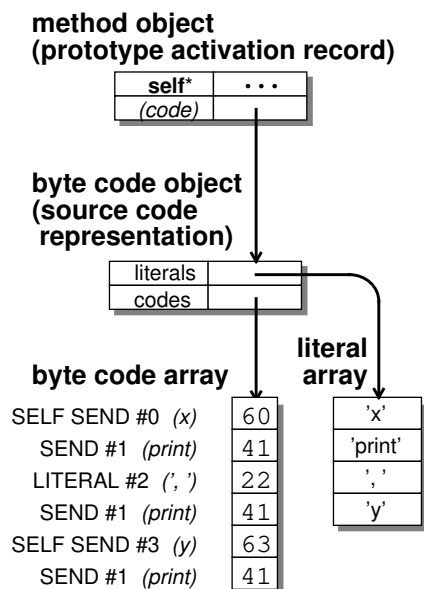 method object
(prototype activation record)
self* · · ·
(code)
byte code object
(source code
representation)
literals
codes
byte code array
literal
array
SELF SEND #0 (x) 60
SEND #1 (print) 41
LITERAL #2 (', ') 22
SEND #1 (print) 41
SELF SEND #3 (y) 63
SEND #1 (print) 41
'x'
'print'
', '
'y'